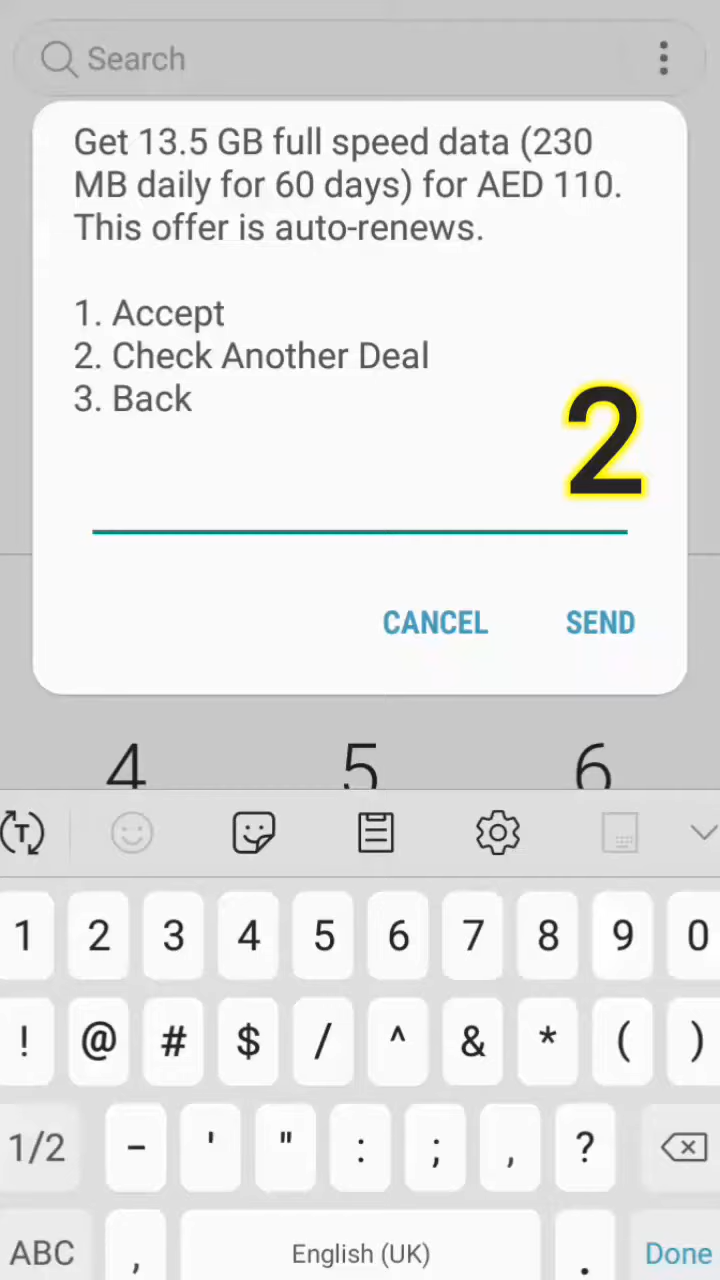 Search
Get 13.5 GB full speed data (230
MB daily for 60 days) for AED 110.
This offer is auto-renews.
1. Accept
2. Check Another Deal
3. Back
2
CANCEL SEND
4 5 6
T
1 2 3 4 5 6 7 8 9 0
! @ # $ / ^ & * ( )
1/2 - ' " : ; , ?
ABC , English (UK) . Done